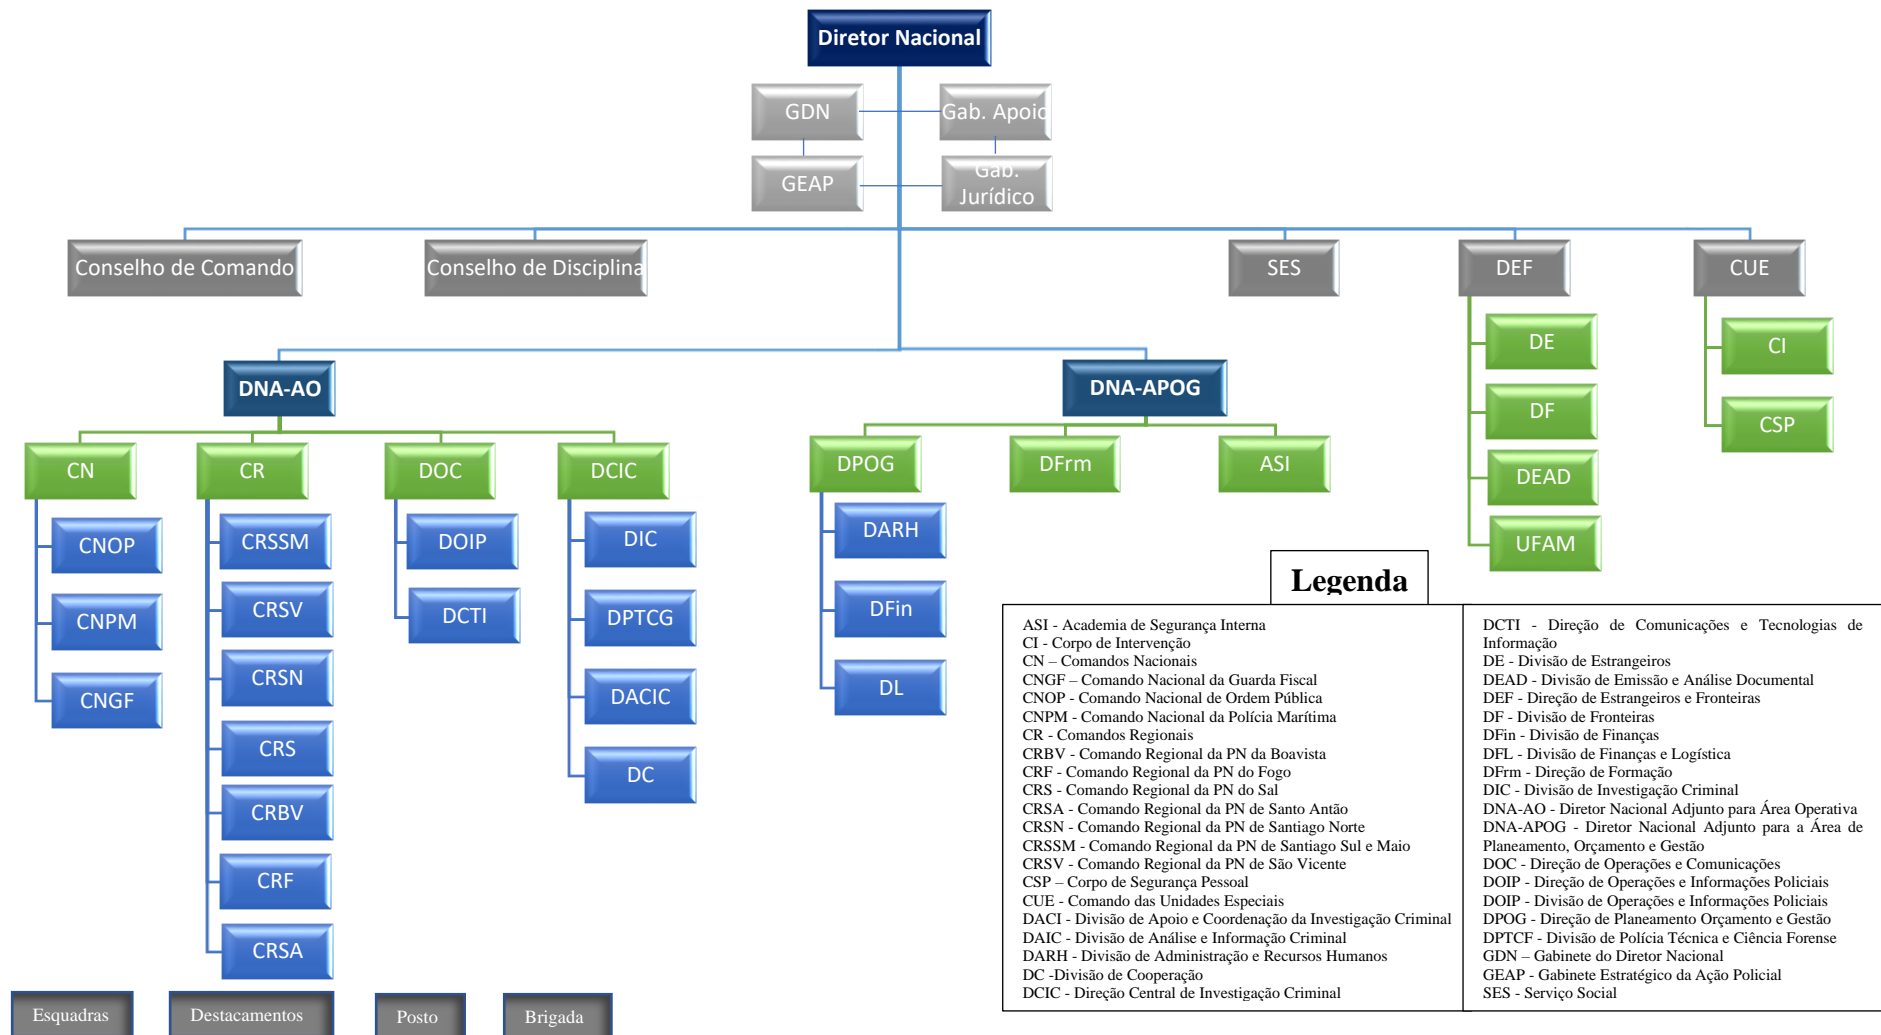 Diretor Nacional
GDN
Gab. Apoio
GEAP
Gab.
Jurídico
Conselho de Comando
Conselho de Disciplina
SES
DEF
CUE
DE
DF
DEAD
UFAM
CI
CSP
DNA-AO
DNA-APOG
CN
CR
DOC
DCIC
DPOG
DFrm
ASI
CNOP
CNPM
CNGF
CRSSM
CRSV
CRSN
CRS
CRBV
CRF
CRSA
DOIP
DCTI
DIC
DPTCG
DACIC
DC
DARH
DFin
DL
Esquadras
Destacamentos
Posto
Brigada
Legenda
ASI - Academia de Segurança Interna
CI - Corpo de Intervenção
CN – Comandos Nacionais
CNGF – Comando Nacional da Guarda Fiscal
CNOP - Comando Nacional de Ordem Pública
CNPM - Comando Nacional da Polícia Marítima
CR - Comandos Regionais
CRBV - Comando Regional da PN da Boavista
CRF - Comando Regional da PN do Fogo
CRS - Comando Regional da PN do Sal
CRSA - Comando Regional da PN de Santo Antão
CRSN - Comando Regional da PN de Santiago Norte
CRSSM - Comando Regional da PN de Santiago Sul e Maio
CRSV - Comando Regional da PN de São Vicente
CSP – Corpo de Segurança Pessoal
CUE - Comando das Unidades Especiais
DACI - Divisão de Apoio e Coordenação da Investigação Criminal
DAIC - Divisão de Análise e Informação Criminal
DARH - Divisão de Administração e Recursos Humanos
DC -Divisão de Cooperação
DCIC - Direção Central de Investigação Criminal
DCTI - Direção de Comunicações e Tecnologias de
Informação
DE - Divisão de Estrangeiros
DEAD - Divisão de Emissão e Análise Documental
DEF - Direção de Estrangeiros e Fronteiras
DF - Divisão de Fronteiras
DFin - Divisão de Finanças
DFL - Divisão de Finanças e Logística
DFrm - Direção de Formação
DIC - Divisão de Investigação Criminal
DNA-AO - Diretor Nacional Adjunto para Área Operativa
DNA-APOG - Diretor Nacional Adjunto para a Área de
Planeamento, Orçamento e Gestão
DOC - Direção de Operações e Comunicações
DOIP - Direção de Operações e Informações Policiais
DOIP - Divisão de Operações e Informações Policiais
DPOG - Direção de Planeamento Orçamento e Gestão
DPTCF - Divisão de Polícia Técnica e Ciência Forense
GDN – Gabinete do Diretor Nacional
GEAP - Gabinete Estratégico da Ação Policial
SES - Serviço Social